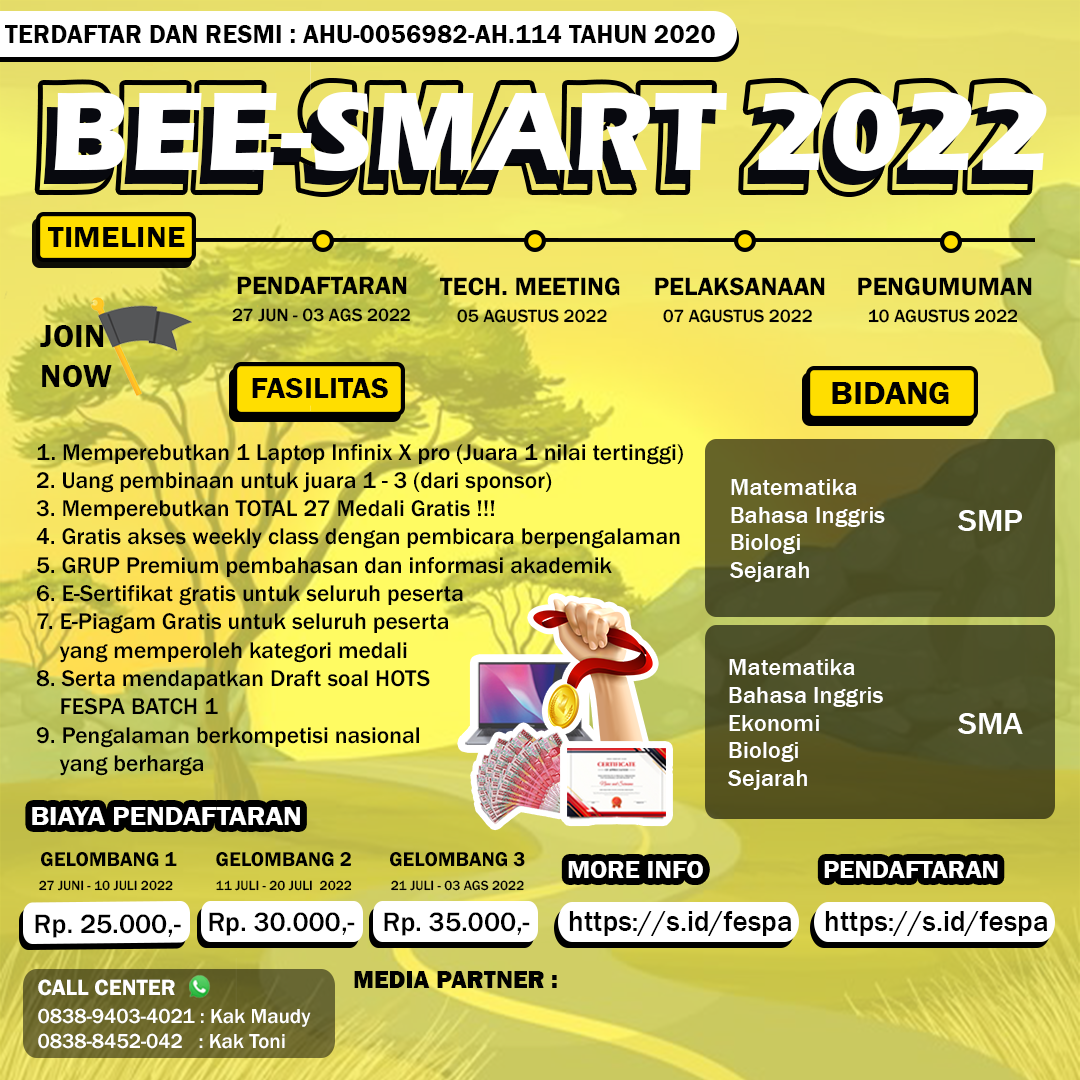 TERDAFTAR DAN RESMI : AHU-0056982-AH.114 TAHUN 2020
BEE-SMART 2022
TIMELINE
PENDAFTARAN
27 JUN - 03 AGS 2022
TECH. MEETING
05 AGUSTUS 2022
PELAKSANAAN
07 AGUSTUS 2022
PENGUMUMAN
10 AGUSTUS 2022
JOIN
NOW
FASILITAS
1. Memperebutkan 1 Laptop Infinix X pro (Juara 1 nilai tertinggi)
2. Uang pembinaan untuk juara 1 - 3 (dari sponsor)
3. Memperebutkan TOTAL 27 Medali Gratis !!!
4. Gratis akses weekly class dengan pembicara berpengalaman
5. GRUP Premium pembahasan dan informasi akademik
6. E-Sertifikat gratis untuk seluruh peserta
7. E-Piagam Gratis untuk seluruh peserta
yang memperoleh kategori medali
8. Serta mendapatkan Draft soal HOTS
FESPA BATCH 1
9. Pengalaman berkompetisi nasional
yang berharga
BIDANG
Matematika
Bahasa Inggris
Biologi
Sejarah
SMP
Matematika
Bahasa Inggris
Ekonomi
Biologi
Sejarah
SMA
CERTIFICATE
BIAYA PENDAFTARAN
GELOMBANG 1
27 JUNI - 10 JULI 2022
Rp. 25.000,-
GELOMBANG 2
11 JULI - 20 JULI 2022
Rp. 30.000,-
GELOMBANG 3
21 JULI - 03 AGS 2022
Rp. 35.000,-
MORE INFO
https://s.id/fespa
PENDAFTARAN
https://s.id/fespa
CALL CENTER
0838-9403-4021 : Kak Maudy
0838-8452-042 : Kak Toni
MEDIA PARTNER :